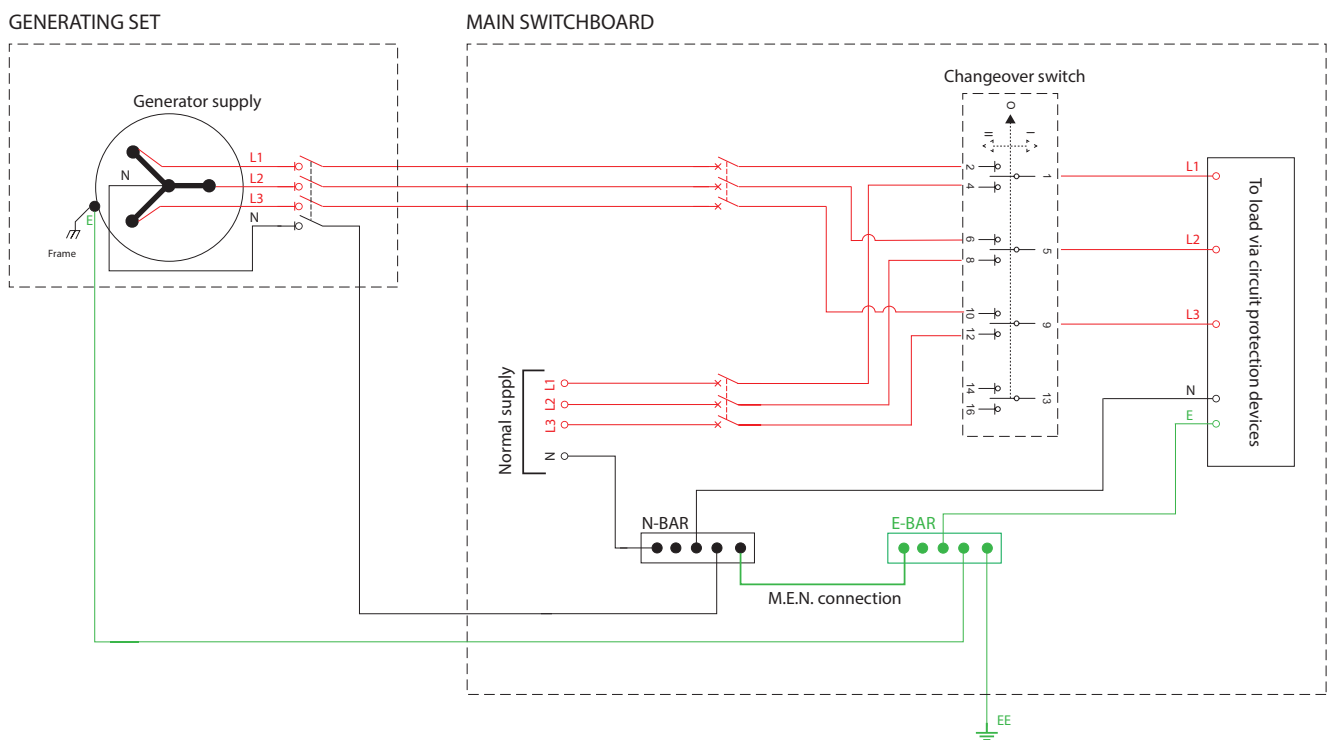 GENERATING SET
MAIN SWITCHBOARD
Changeover switch
Generator supply
O
I
II
L1
N
L2
L3
N
E
Frame
2
4
1
6
8
5
10
12
9
14
16
13
L1
L2
L3
N
E
To load via circuit protection devices
Normal supply
L1
L2
L3
N
N-BAR
E-BAR
M.E.N. connection
EE